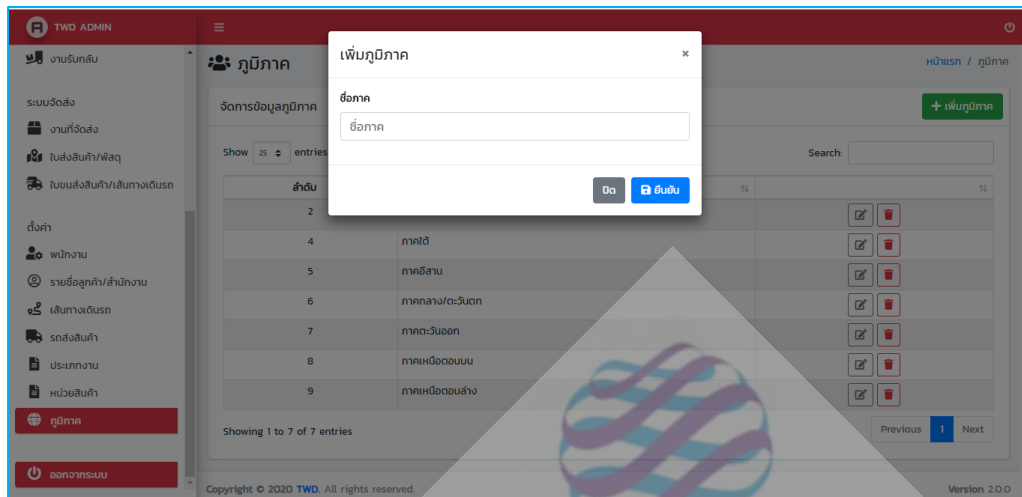 TWD ADMIN
งานรับกลับ
ระบบจัดส่ง
งานที่จัดส่ง
ใบส่งสินค้า/พัสดุ
ใบขนส่งสินค้า/เส้นทางเดินรถ
ตั้งค่า
พนักงาน
รายชื่อลูกค้า/สำนักงาน
เส้นทางเดินรถ
รถส่งสินค้า
ประเภทงาน
หน่วยสินค้า
ภูมิภาค
ออกจากระบบ
ภูมิภาค
หน้าแรก / ภูมิภาค
จัดการข้อมูลภูมิภาค
เพิ่มภูมิภาค
Show 25 entries
Search:
เพิ่มภูมิภาค ×
ชื่อภาค
ชื่อภาค
ปิด ยืนยัน
ลำดับ
2
4 ภาคใต้
5 ภาคอีสาน
6 ภาคกลาง/ตะวันตก
7 ภาคตะวันออก
8 ภาคเหนือตอนบน
9 ภาคเหนือตอนล่าง
Showing 1 to 7 of 7 entries
Previous 1 Next
Copyright © 2020 TWD. All rights reserved.
Version 2.0.0